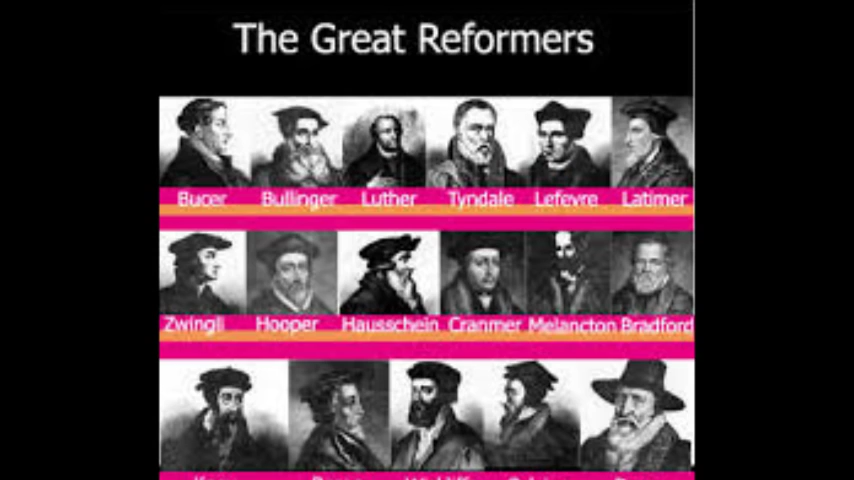 The Great Reformers
Bucer Bullinger Luther Tyndale Lefevre Latimer
Zwingli Hooper Hausschein Cranmer Melancton Bradford